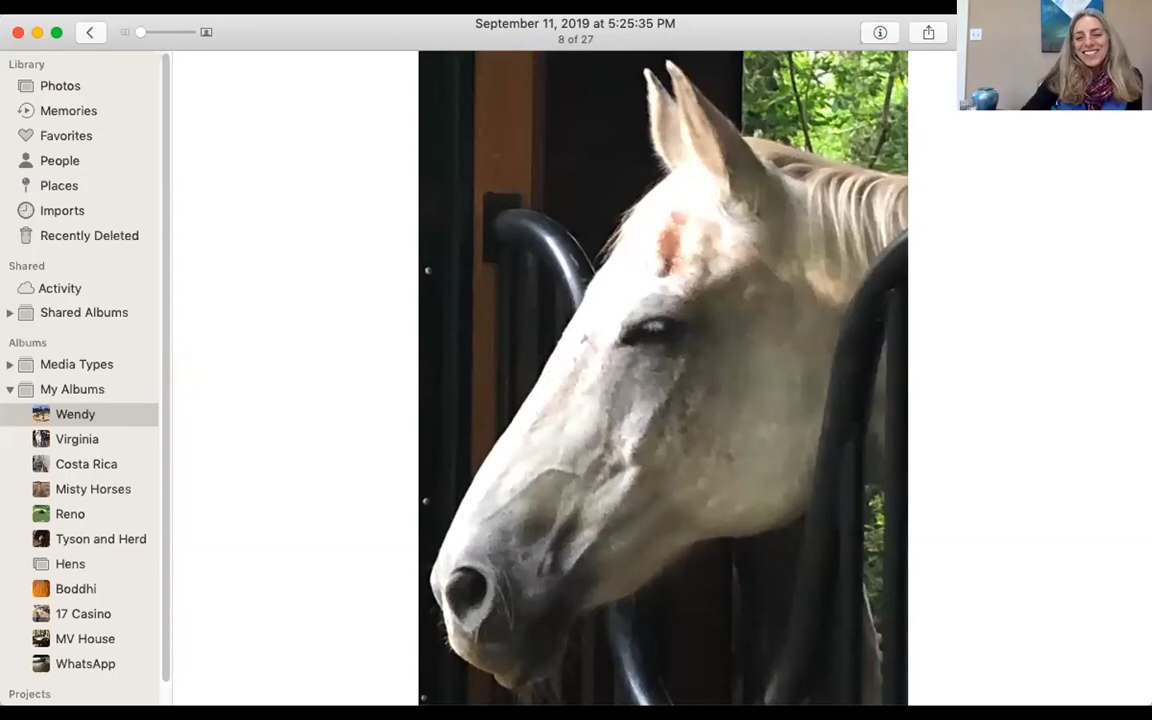 September 11, 2019 at 5:25:35 PM
8 of 27
Library
Photos
Memories
Favorites
People
Places
Imports
Recently Deleted
Shared
Activity
Shared Albums
Albums
Media Types
My Albums
Wendy
Virginia
Costa Rica
Misty Horses
Reno
Tyson and Herd
Hens
Boddhi
17 Casino
MV House
WhatsApp
Projects